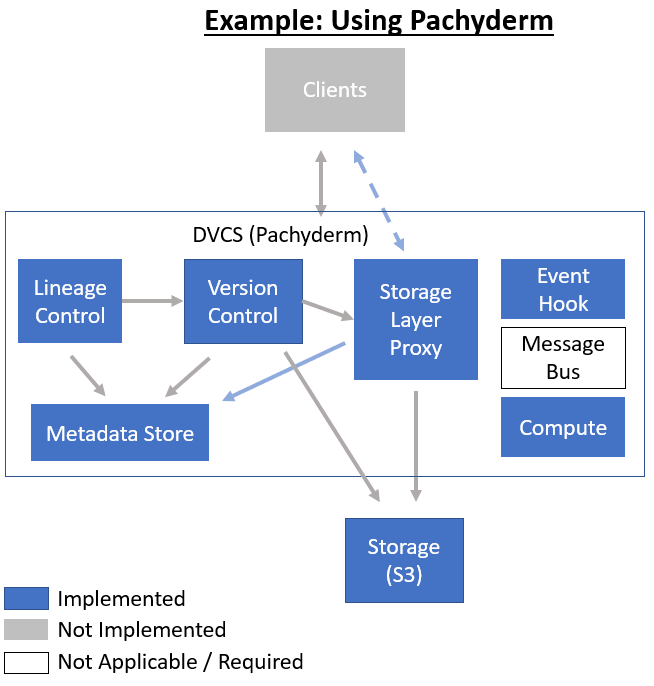 Example: Using Pachyderm
Clients
DVCS (Pachyderm)
Lineage
Control
Version
Control
Storage
Layer
Proxy
Event
Hook
Message
Bus
Compute
Metadata Store
Storage
(S3)
Implemented
Not Implemented
Not Applicable / Required